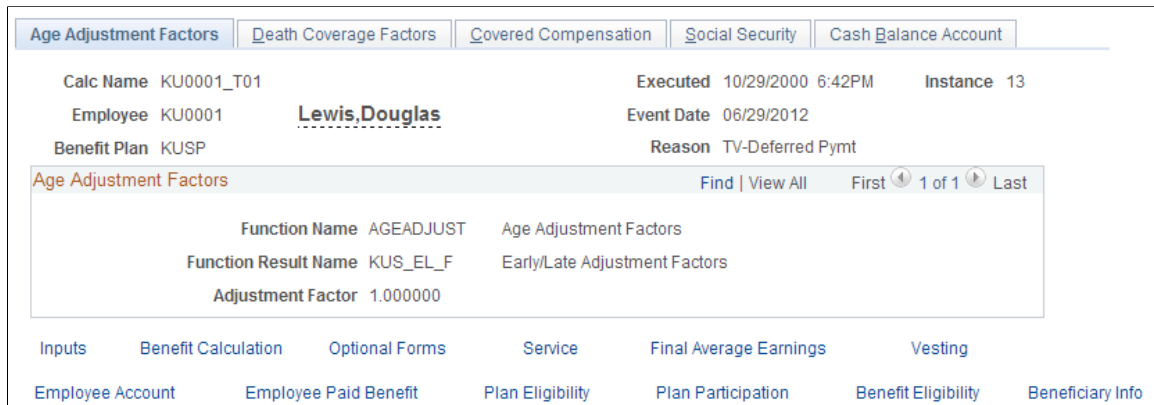 Age Adjustment Factors Death Coverage Factors Covered Compensation Social Security Cash Balance Account
Calc Name KU0001_T01 Executed 10/29/2000 6:42PM Instance 13
Employee KU0001 Lewis,Douglas Event Date 06/29/2012
Benefit Plan KUSP Reason TV-Deferred Pymt
Age Adjustment Factors Find | View All First 1 of 1 Last
Function Name AGEADJUST Age Adjustment Factors
Function Result Name KUS_EL_F Early/Late Adjustment Factors
Adjustment Factor 1.000000
Inputs Benefit Calculation Optional Forms Service Final Average Earnings Vesting
Employee Account Employee Paid Benefit Plan Eligibility Plan Participation Benefit Eligibility Beneficiary Info